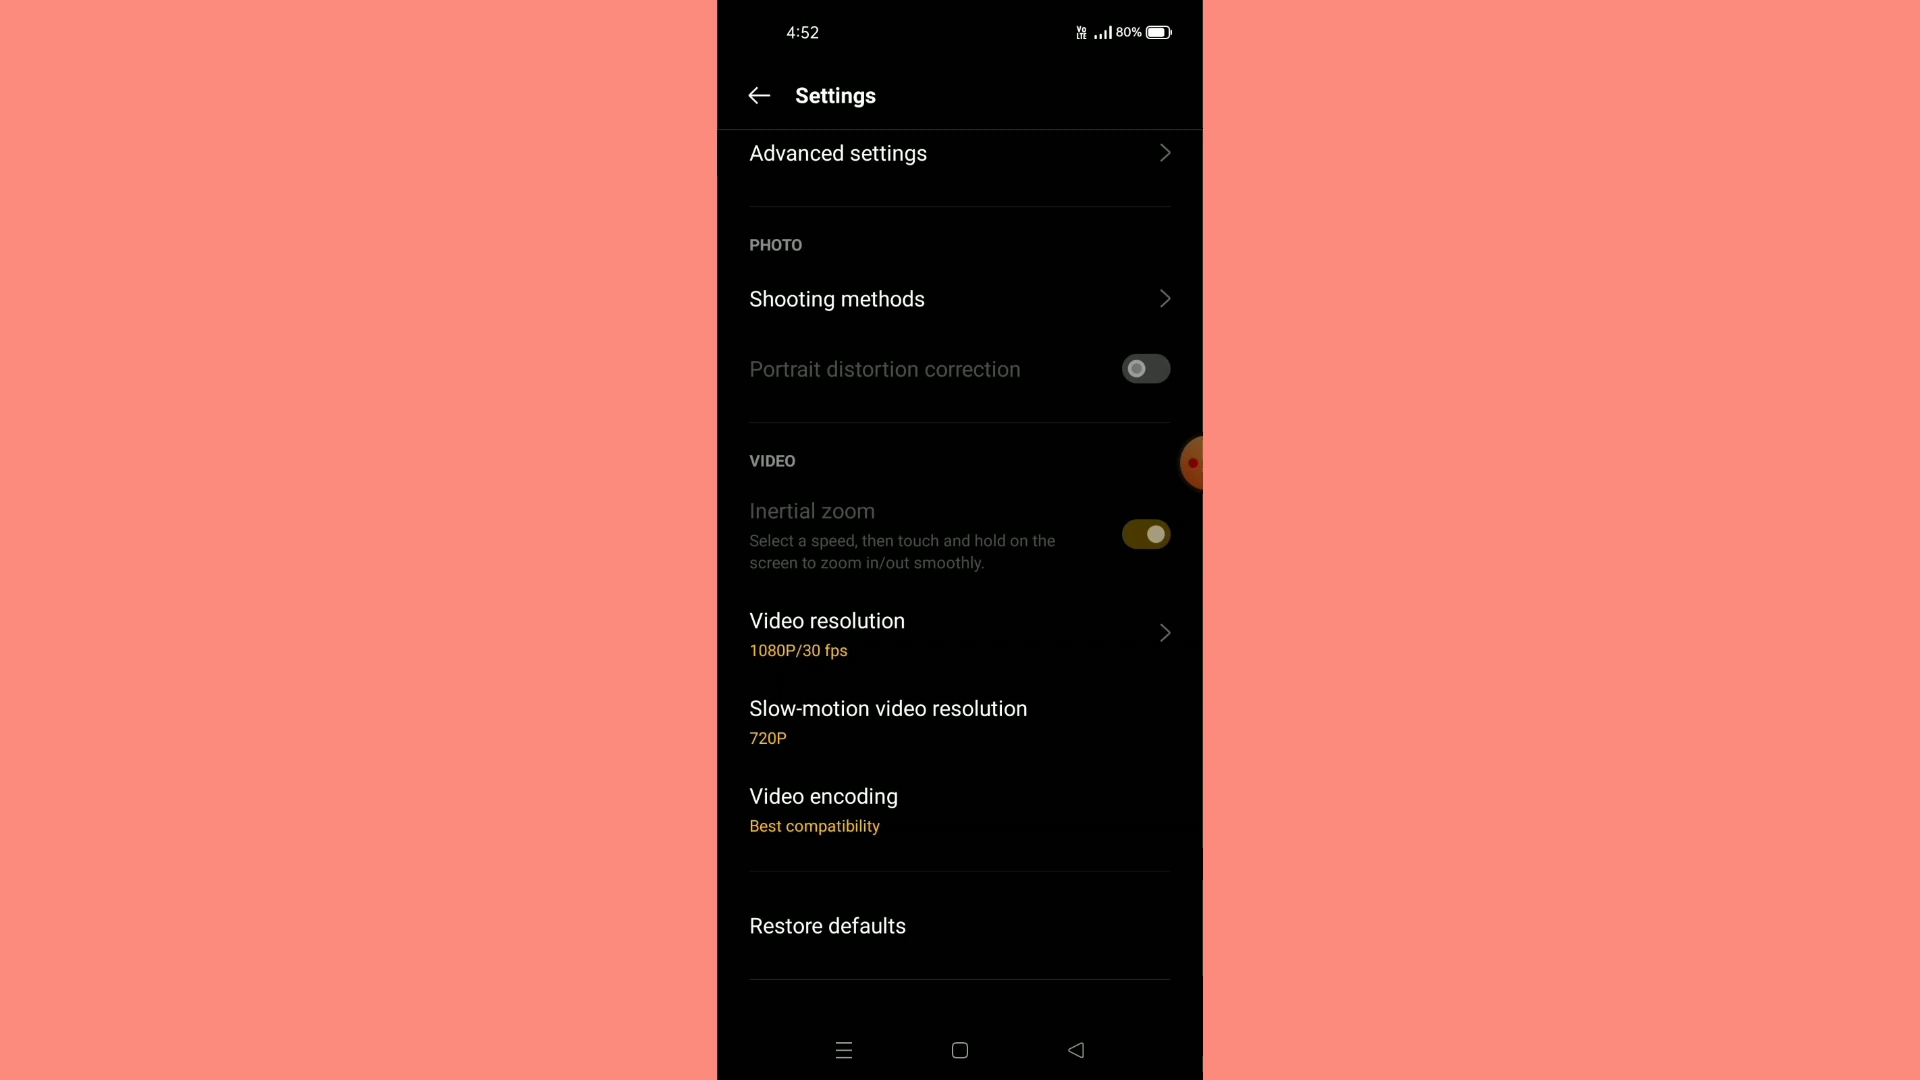 4:52
Vo LTE 80%
Settings
Advanced settings
PHOTO
Shooting methods
Portrait distortion correction
VIDEO
Inertial zoom
Select a speed, then touch and hold on the
screen to zoom in/out smoothly.
Video resolution
1080P/30 fps
Slow-motion video resolution
720P
Video encoding
Best compatibility
Restore defaults